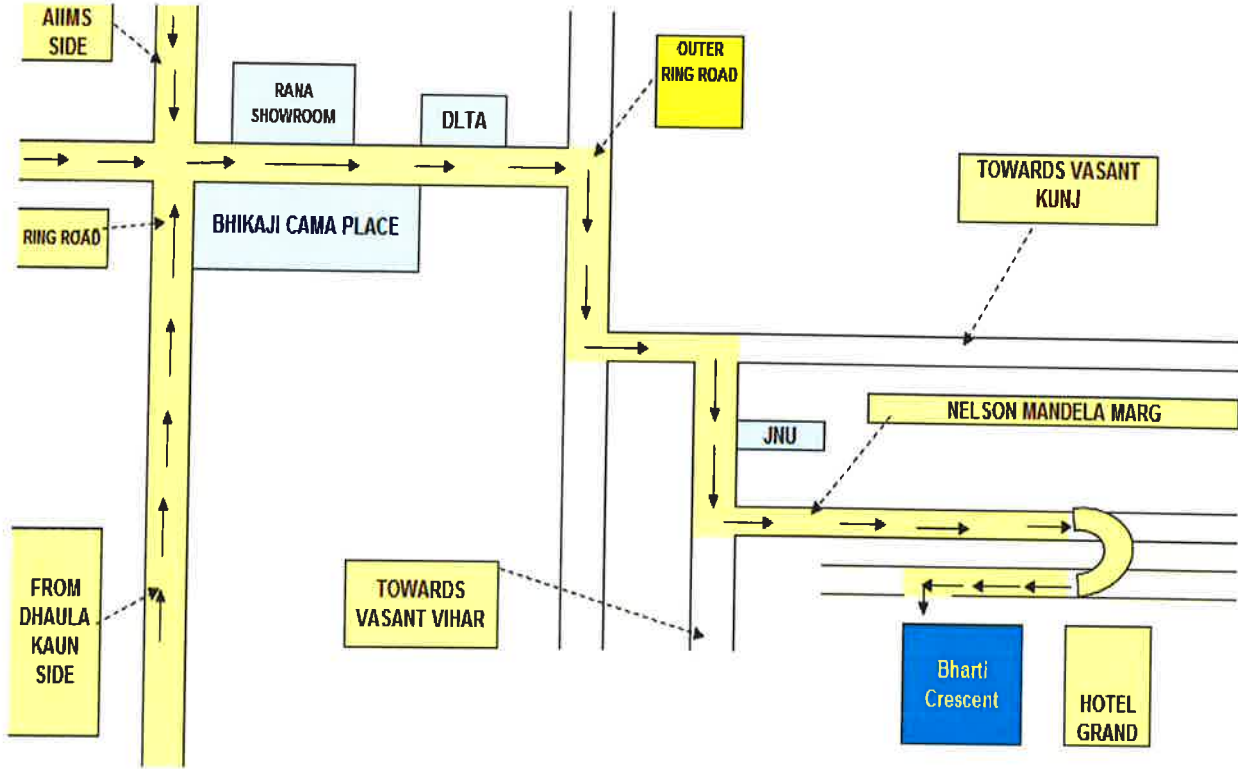 AIIMS
SIDE
OUTER
RING ROAD
RANA
SHOWROOM
DLTA
TOWARDS VASANT
KUNJ
RING ROAD
BHIKAJI CAMA PLACE
NELSON MANDELA MARG
JNU
FROM
DHAULA
KAUN
SIDE
TOWARDS
VASANT VIHAR
Bharti
Crescent
HOTEL
GRAND